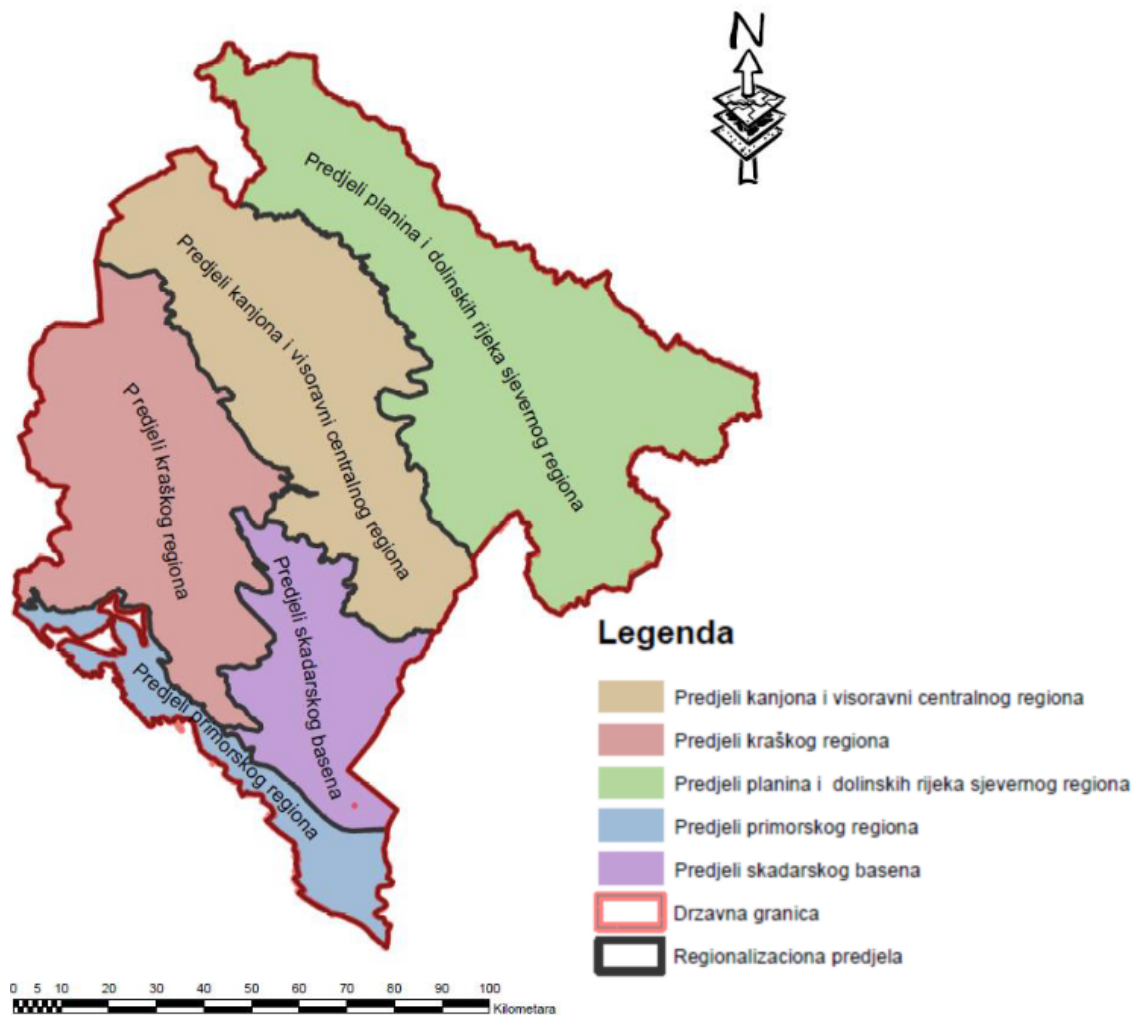 N
Predjeli planina i dolinskih rijeka sjevernog regiona
Predjeli kanjona i visoravni centralnog regiona
Predjeli kraškog regiona
Predjeli skadarskog basena
Predjeli primorskog regiona
Legenda
Predjeli kanjona i visoravni centralnog regiona
Predjeli kraškog regiona
Predjeli planina i dolinskih rijeka sjevernog regiona
Predjeli primorskog regiona
Predjeli skadarskog basena
Drzavna granica
Regionalizaciona predjela
0 5 10 20 30 40 50 60 70 80 90 100
Kilometara